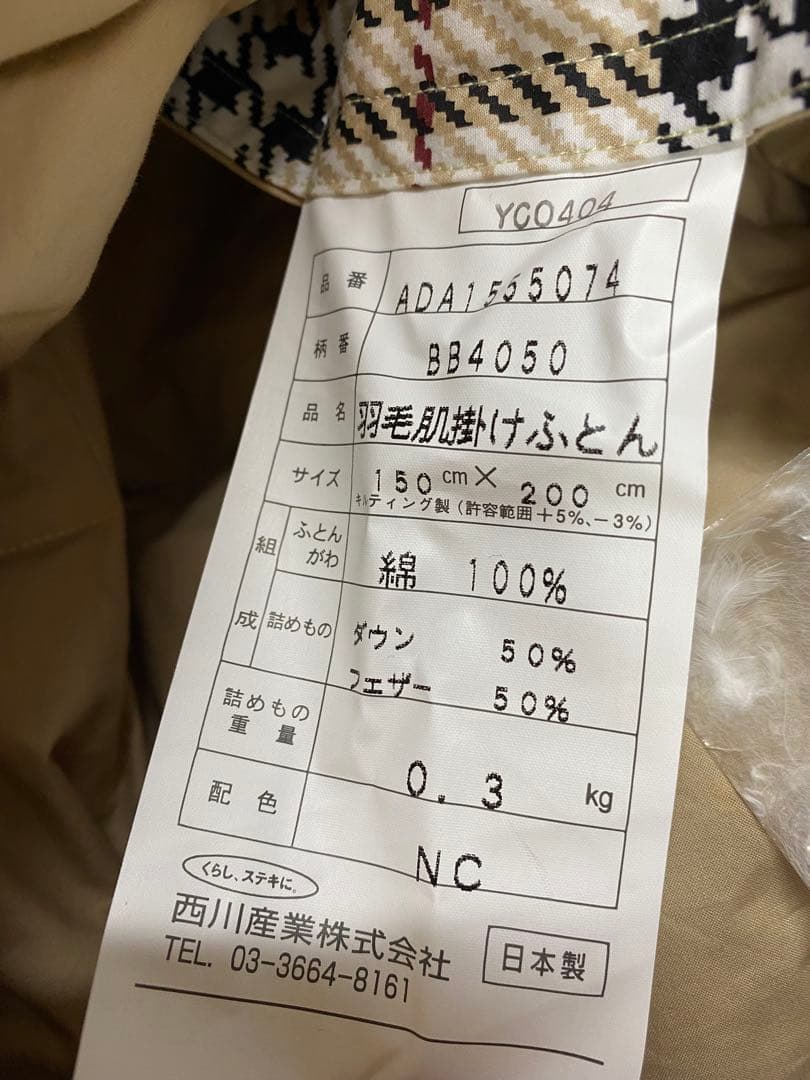 YCO404
品番 ADA1555074
柄番 BB4050
品名 羽毛肌掛けふとん
サイズ 150 cm × 200 cm
キルティング製(許容範囲+5%、-3%)
組成 ふとんがわ 綿 100%
詰めもの ダウン 50%
フェザー 50%
詰めもの重量 0.3 kg
配色 NC
くらし、ステキに。
西川産業株式会社
TEL. 03-3664-8161
日本製